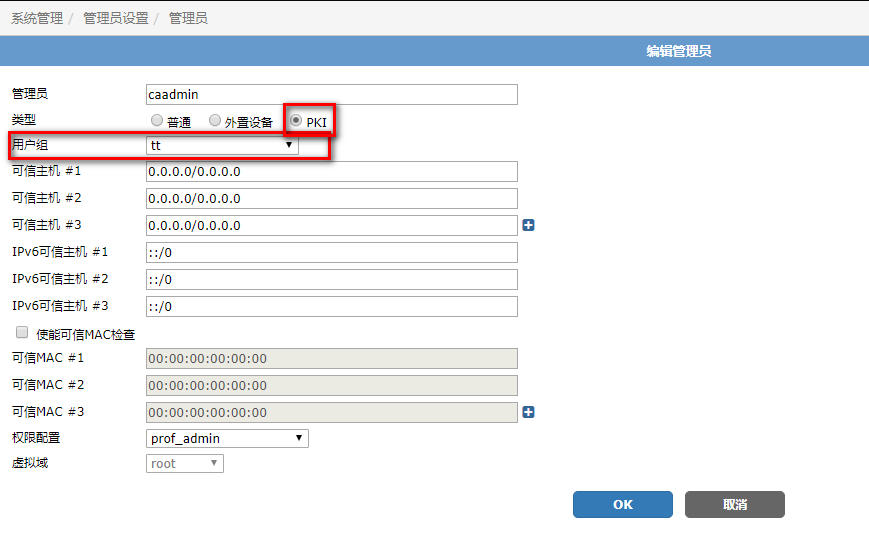 系统管理 / 管理员设置 / 管理员
编辑管理员
管理员 caadmin
类型 普通 外置设备 PKI
用户组 tt
可信主机 #1 0.0.0.0/0.0.0.0
可信主机 #2 0.0.0.0/0.0.0.0
可信主机 #3 0.0.0.0/0.0.0.0
IPv6可信主机 #1 ::/0
IPv6可信主机 #2 ::/0
IPv6可信主机 #3 ::/0
使能可信MAC检查
可信MAC #1 00:00:00:00:00:00
可信MAC #2 00:00:00:00:00:00
可信MAC #3 00:00:00:00:00:00
权限配置 prof_admin
虚拟域 root
OK 取消